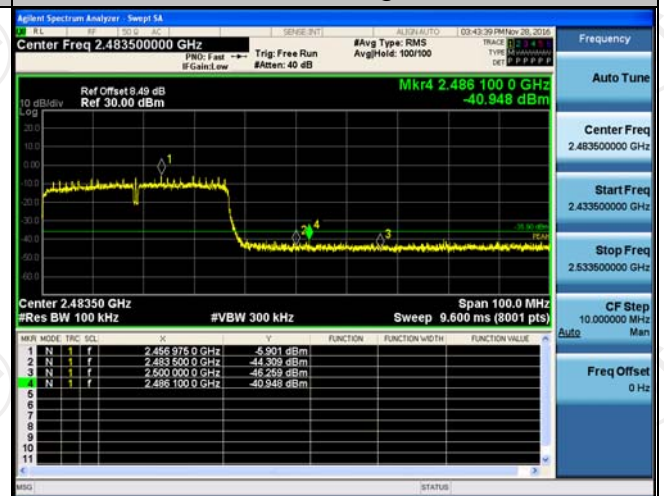 Agilent Spectrum Analyzer - Swept SA
RL RF 50 Ω AC SENSE:INT ALIGN AUTO 03:43:39 PM Nov 28, 2016
Center Freq 2.483500000 GHz
PNO: Fast Trig: Free Run
IFGain:Low #Atten: 40 dB
#Avg Type: RMS
Avg|Hold: 100/100
TRACE 1 2 3 4 5 6
TYPE
DET P P P P P P
Frequency
Mkr4 2.486 100 0 GHz
-40.948 dBm
Ref Offset 8.49 dB
Ref 30.00 dBm
10 dB/div
Log
20.0
10.0
0.00
-10.0
-20.0
-30.0
-40.0
-50.0
-60.0
1
2
4
3
PEAK
Center 2.48350 GHz
#Res BW 100 kHz
#VBW 300 kHz
Span 100.0 MHz
Sweep 9.600 ms (8001 pts)
MKR MODE TRC SCL X Y FUNCTION FUNCTION WIDTH FUNCTION VALUE
1 N 1 f 2.456 975 0 GHz -5.901 dBm
2 N 1 f 2.483 500 0 GHz -44.309 dBm
3 N 1 f 2.500 000 0 GHz -46.259 dBm
4 N 1 f 2.486 100 0 GHz -40.948 dBm
5
6
7
8
9
10
11
MSG STATUS
Auto Tune
Center Freq
2.483500000 GHz
Start Freq
2.433500000 GHz
Stop Freq
2.533500000 GHz
CF Step
10.000000 MHz
Auto Man
Freq Offset
0 Hz